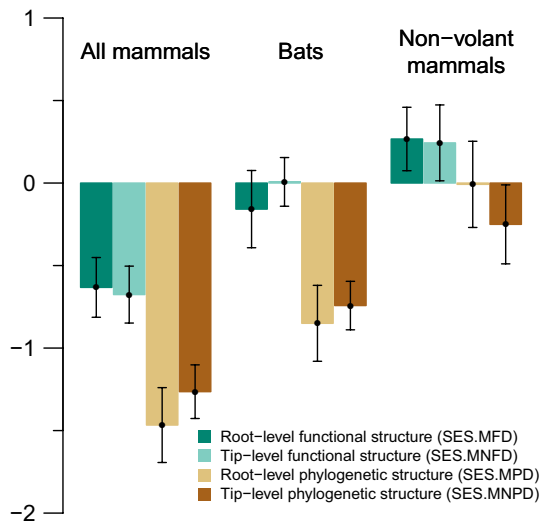 1
All mammals
Bats
Non−volant
mammals
0
−1
−2
Root−level functional structure (SES.MFD)
Tip−level functional structure (SES.MNFD)
Root−level phylogenetic structure (SES.MPD)
Tip−level phylogenetic structure (SES.MNPD)